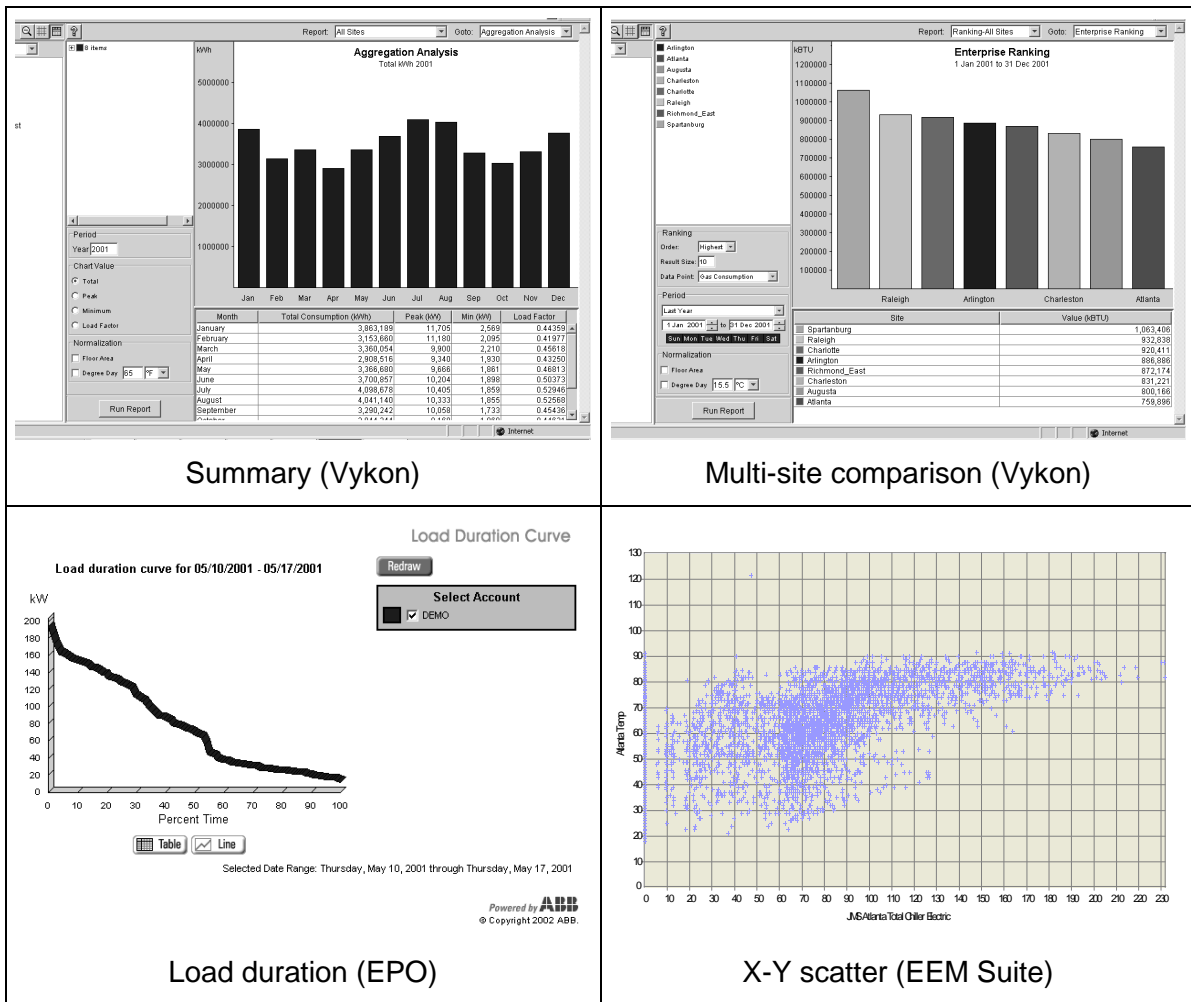 Report: All Sites Goto: Aggregation Analysis
8 items
st
kWh
Aggregation Analysis
Total kWh 2001
5000000
4000000
3000000
2000000
1000000
Jan Feb Mar Apr May Jun Jul Aug Sep Oct Nov Dec
Period
Year 2001
Chart Value
Total
Peak
Minimum
Load Factor
Normalization
Floor Area
Degree Day 65 °F
Run Report
Month Total Consumption (kWh) Peak (kW) Min (kW) Load Factor
January 3,863,189 11,705 2,569 0.44359
February 3,153,660 11,180 2,095 0.41977
March 3,360,054 9,900 2,210 0.45618
April 2,908,516 9,340 1,930 0.43250
May 3,366,680 9,666 1,861 0.46813
June 3,700,857 10,204 1,898 0.50373
July 4,098,678 10,405 1,859 0.52946
August 4,041,140 10,333 1,855 0.52568
September 3,290,242 10,058 1,733 0.45436
Internet
Summary (Vykon)
Report: Ranking-All Sites Goto: Enterprise Ranking
Arlington
Atlanta
Augusta
Charleston
Charlotte
Raleigh
Richmond_East
Spartanburg
kBTU
Enterprise Ranking
1 Jan 2001 to 31 Dec 2001
1200000
1100000
1000000
900000
800000
700000
600000
500000
400000
300000
200000
100000
Raleigh Arlington Charleston Atlanta
Ranking
Order: Highest
Result Size: 10
Data Point: Gas Consumption
Period
Last Year
1 Jan 2001 to 31 Dec 2001
Sun Mon Tue Wed Thu Fri Sat
Normalization
Floor Area
Degree Day 15.5 °C
Run Report
Site Value (kBTU)
Spartanburg 1,063,406
Raleigh 932,838
Charlotte 920,411
Arlington 886,886
Richmond_East 872,174
Charleston 831,221
Augusta 800,166
Atlanta 759,896
Internet
Multi-site comparison (Vykon)
Load Duration Curve
Load duration curve for 05/10/2001 - 05/17/2001
Redraw
Select Account
DEMO
kW
200
180
160
140
120
100
80
60
40
20
0
0 10 20 30 40 50 60 70 80 90 100
Percent Time
Table Line
Selected Date Range: Thursday, May 10, 2001 through Thursday, May 17, 2001
Powered by ABB
© Copyright 2002 ABB.
Load duration (EPO)
130
120
110
100
90
80
70
60
50
40
30
20
10
0
Atlanta Temp
0 10 20 30 40 50 60 70 80 90 100 110 120 130 140 150 160 170 180 190 200 210 220 230
JMS Atlanta Total Chiller Electric
X-Y scatter (EEM Suite)